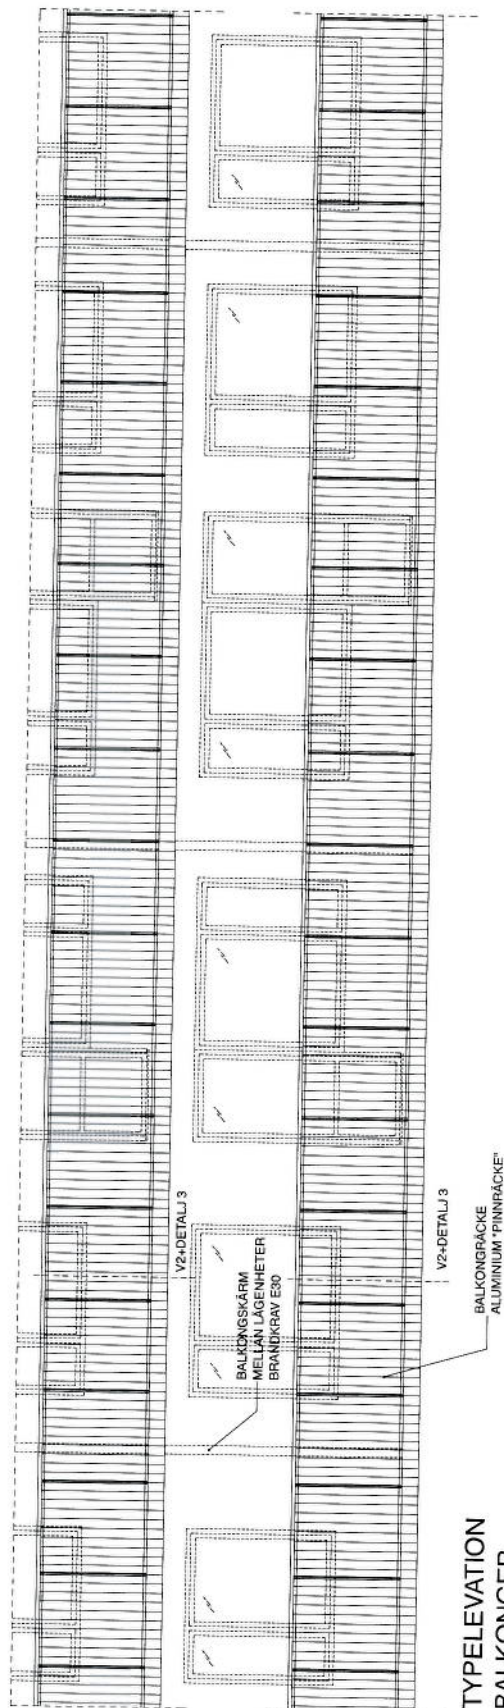 V2+DETALJ 3
BALKONGSKÄRM
MELLAN LÄGENHETER
BRANDKRAV E30
V2+DETALJ 3
BALKONGRÄCKE
ALUMINIUM "PINNRÄCKE"
TYPELEVATION
BALKONGER